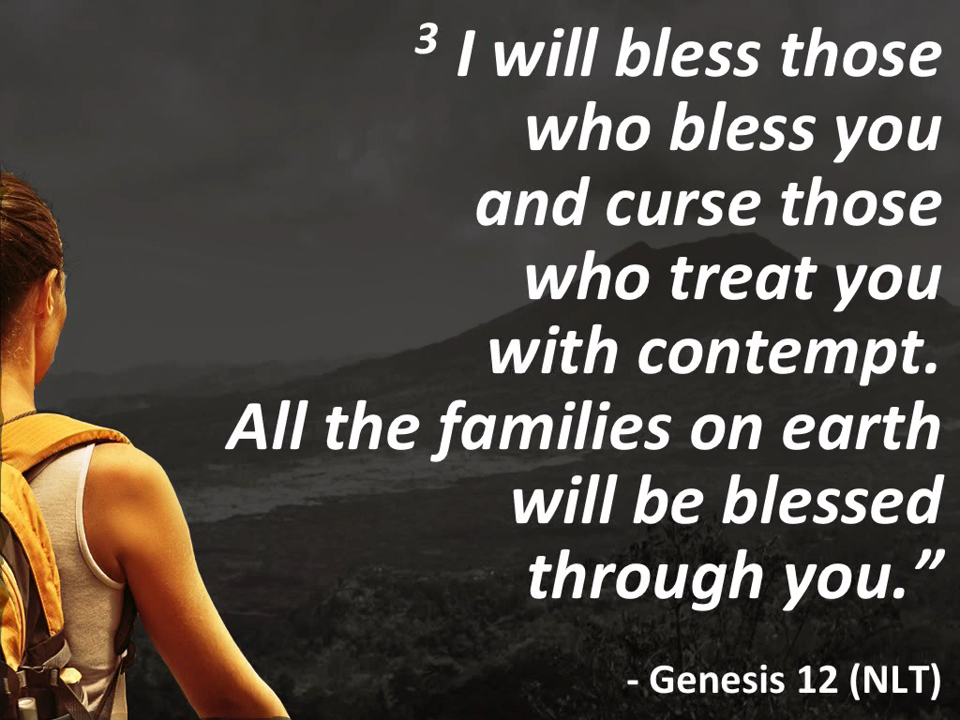 3 I will bless those
who bless you
and curse those
who treat you
with contempt.
All the families on earth
will be blessed
through you.”
- Genesis 12 (NLT)